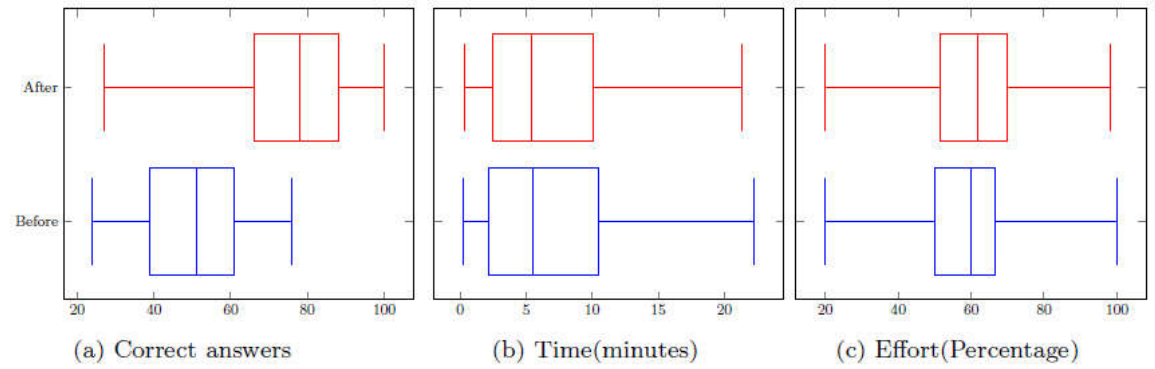 After
Before
20 40 60 80 100
0 5 10 15 20
20 40 60 80 100
(a) Correct answers
(b) Time(minutes)
(c) Effort(Percentage)